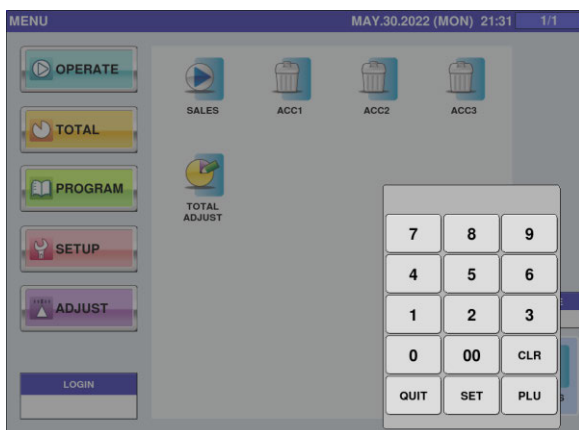 MENU
MAY.30.2022 (MON) 21:31
1/1
OPERATE
TOTAL
PROGRAM
SETUP
ADJUST
LOGIN
SALES
ACC1
ACC2
ACC3
TOTAL
ADJUST
7 8 9
4 5 6
1 2 3
0 00 CLR
QUIT SET PLU